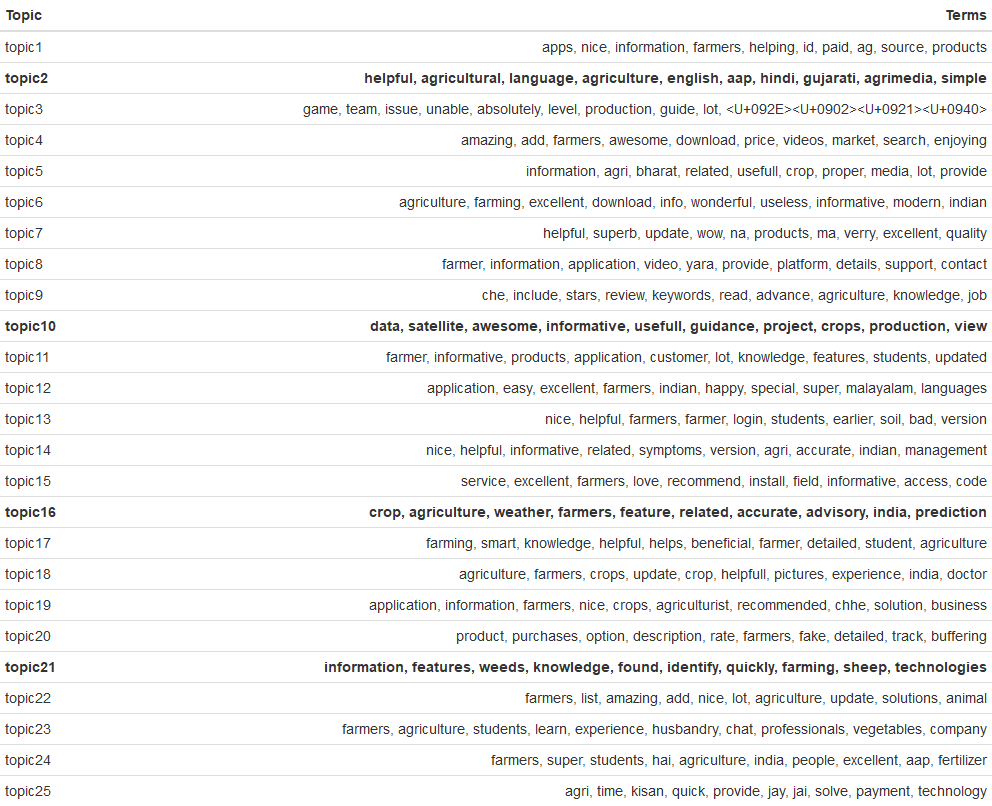 Topic Terms
topic1 apps, nice, information, farmers, helping, id, paid, ag, source, products
topic2 helpful, agricultural, language, agriculture, english, aap, hindi, gujarati, agrimedia, simple
topic3 game, team, issue, unable, absolutely, level, production, guide, lot, <U+092E><U+0902><U+0921><U+0940>
topic4 amazing, add, farmers, awesome, download, price, videos, market, search, enjoying
topic5 information, agri, bharat, related, usefull, crop, proper, media, lot, provide
topic6 agriculture, farming, excellent, download, info, wonderful, useless, informative, modern, indian
topic7 helpful, superb, update, wow, na, products, ma, verry, excellent, quality
topic8 farmer, information, application, video, yara, provide, platform, details, support, contact
topic9 che, include, stars, review, keywords, read, advance, agriculture, knowledge, job
topic10 data, satellite, awesome, informative, usefull, guidance, project, crops, production, view
topic11 farmer, informative, products, application, customer, lot, knowledge, features, students, updated
topic12 application, easy, excellent, farmers, indian, happy, special, super, malayalam, languages
topic13 nice, helpful, farmers, farmer, login, students, earlier, soil, bad, version
topic14 nice, helpful, informative, related, symptoms, version, agri, accurate, indian, management
topic15 service, excellent, farmers, love, recommend, install, field, informative, access, code
topic16 crop, agriculture, weather, farmers, feature, related, accurate, advisory, india, prediction
topic17 farming, smart, knowledge, helpful, helps, beneficial, farmer, detailed, student, agriculture
topic18 agriculture, farmers, crops, update, crop, helpfull, pictures, experience, india, doctor
topic19 application, information, farmers, nice, crops, agriculturist, recommended, chhe, solution, business
topic20 product, purchases, option, description, rate, farmers, fake, detailed, track, buffering
topic21 information, features, weeds, knowledge, found, identify, quickly, farming, sheep, technologies
topic22 farmers, list, amazing, add, nice, lot, agriculture, update, solutions, animal
topic23 farmers, agriculture, students, learn, experience, husbandry, chat, professionals, vegetables, company
topic24 farmers, super, students, hai, agriculture, india, people, excellent, aap, fertilizer
topic25 agri, time, kisan, quick, provide, jay, jai, solve, payment, technology